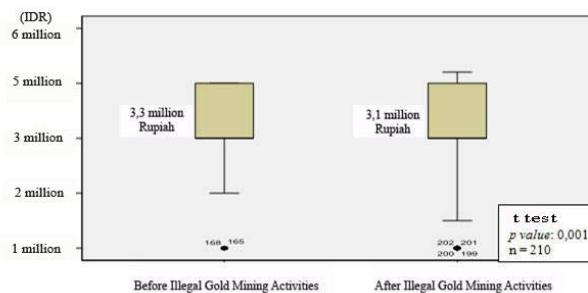 (IDR)
6 million
5 million
3 million
2 million
1 million
3,3 million
Rupiah
3,1 million
Rupiah
168 165
202 201
200 199
t test
p value: 0,001
n = 210
Before Illegal Gold Mining Activities
After Illegal Gold Mining Activities